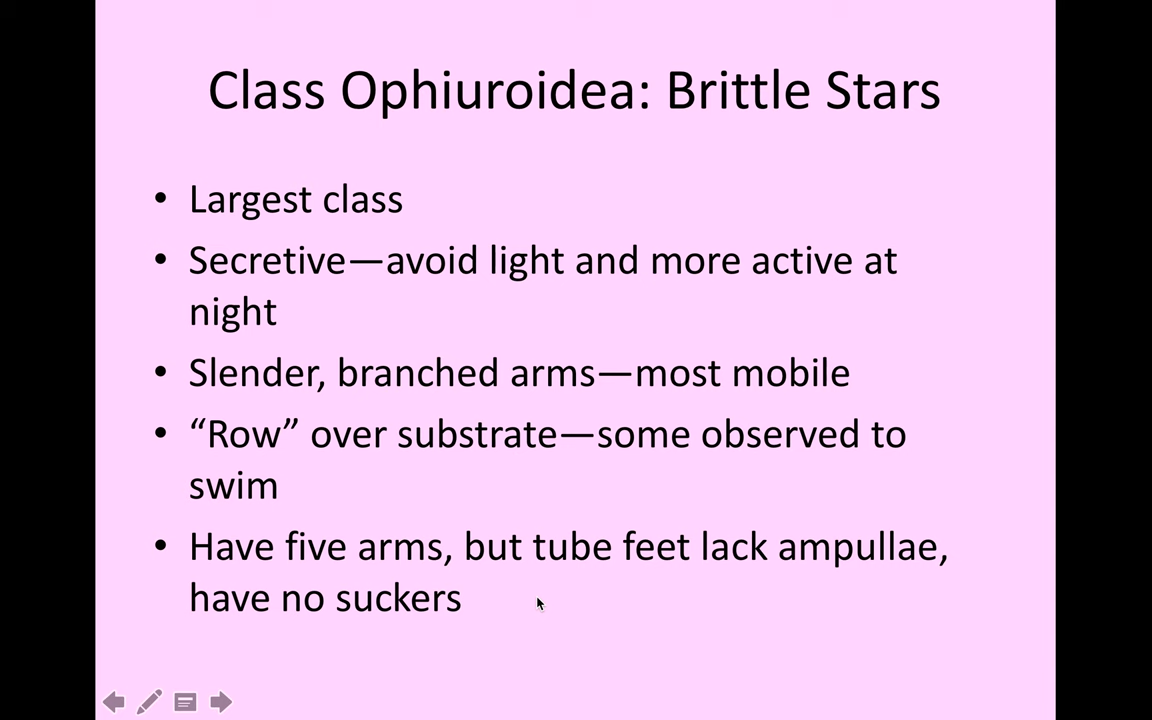 Class Ophiuroidea: Brittle Stars
• Largest class
• Secretive—avoid light and more active at
night
• Slender, branched arms—most mobile
• “Row” over substrate—some observed to
swim
• Have five arms, but tube feet lack ampullae,
have no suckers